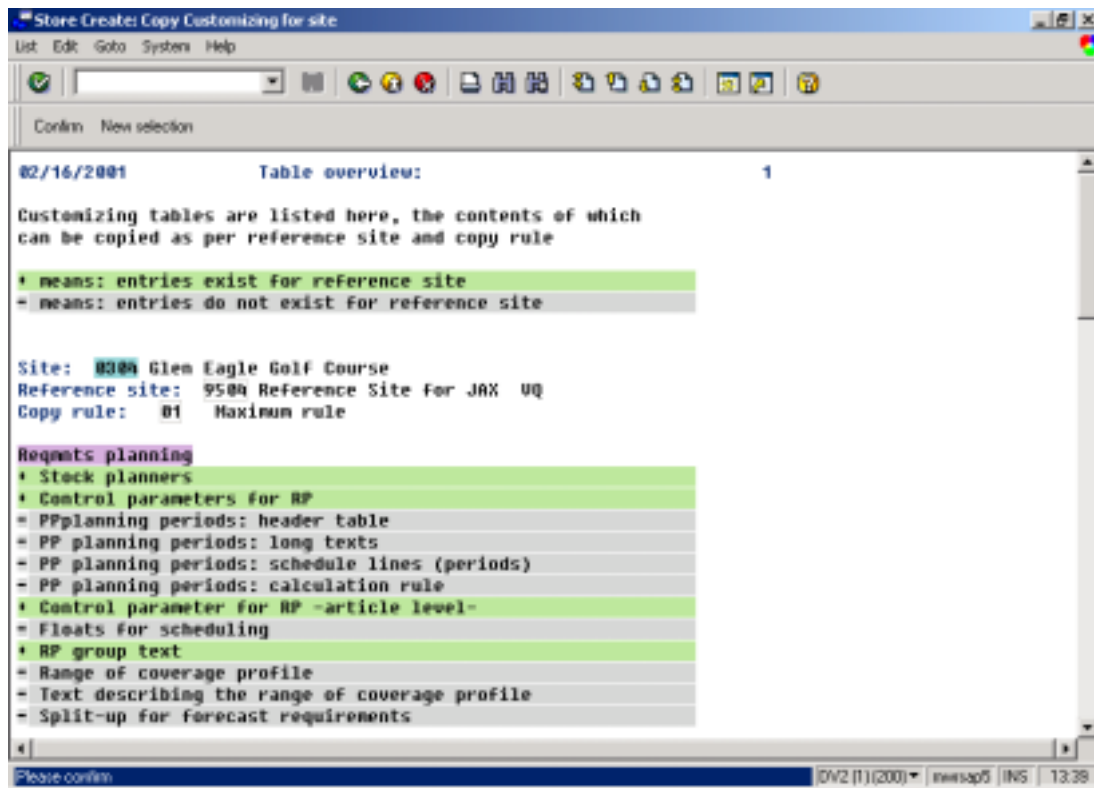 Store Create: Copy Customizing for site
List Edit Goto System Help
Confirm New selection
02/16/2001 Table overview: 1
Customizing tables are listed here, the contents of which
can be copied as per reference site and copy rule
+ means: entries exist for reference site
- means: entries do not exist for reference site
Site: 0304 Glen Eagle Golf Course
Reference site: 9504 Reference Site for JAX VQ
Copy rule: 01 Maximum rule
Reqmnts planning
+ Stock planners
+ Control parameters for RP
- PPplanning periods: header table
- PP planning periods: long texts
- PP planning periods: schedule lines (periods)
- PP planning periods: calculation rule
+ Control parameter for RP -article level-
- Floats for scheduling
+ RP group text
- Range of coverage profile
- Text describing the range of coverage profile
- Split-up for forecast requirements
Please confirm DV2 (1) (200) INS 13:39